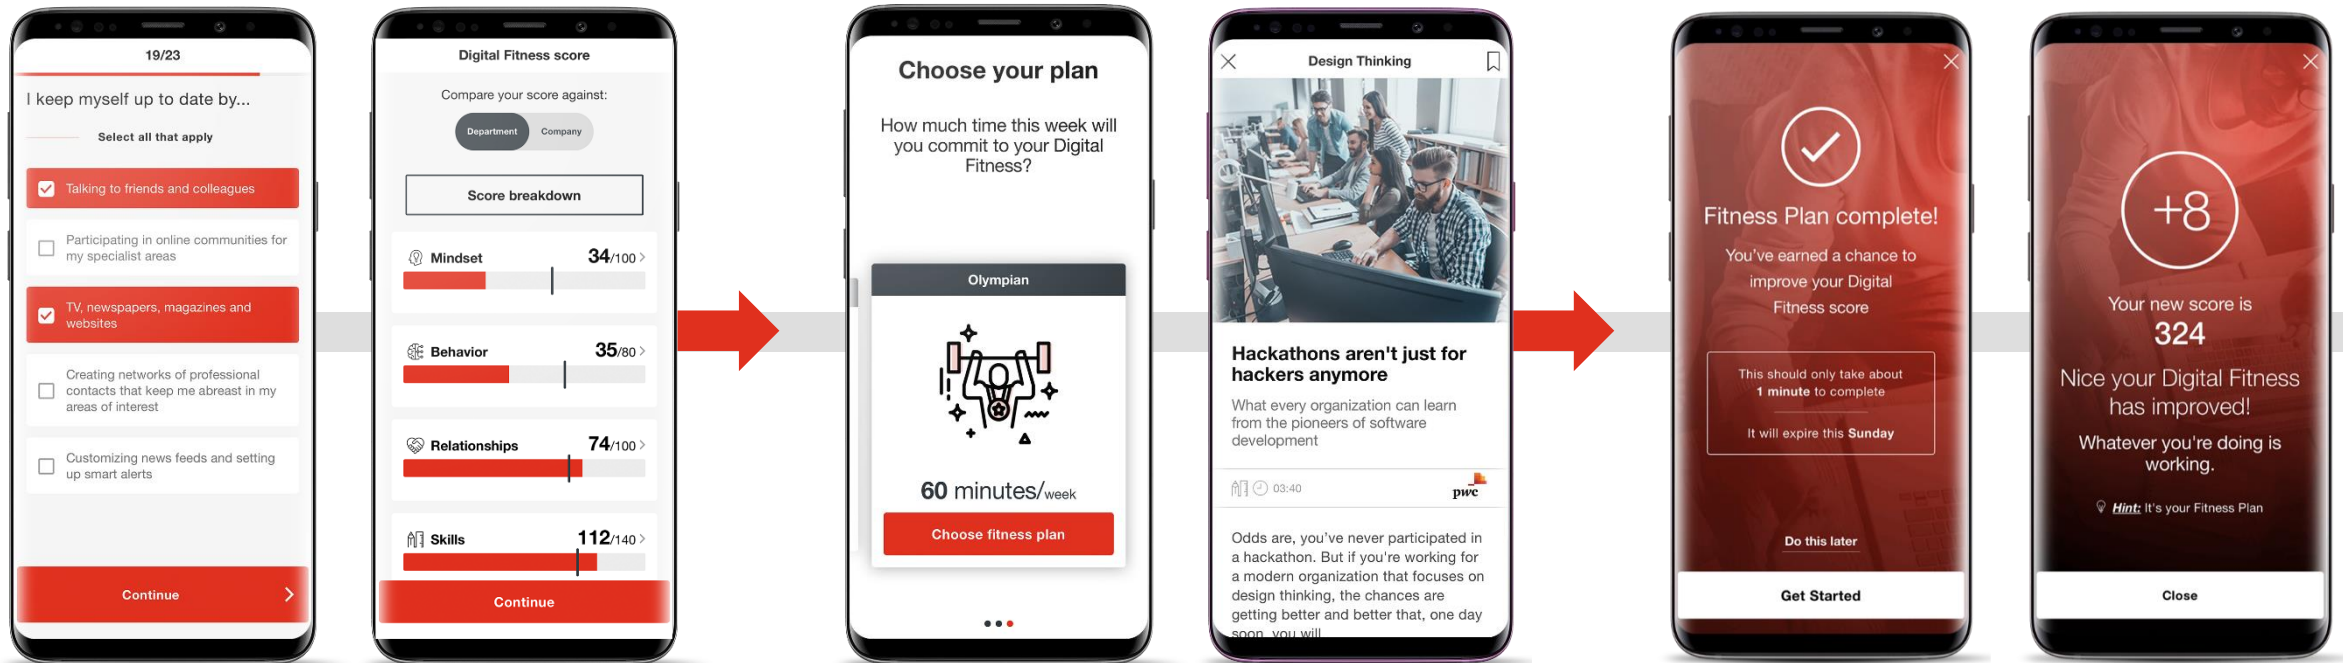 19/23
I keep myself up to date by...
Select all that apply
Talking to friends and colleagues
Participating in online communities for
my specialist areas
TV, newspapers, magazines and
websites
Creating networks of professional
contacts that keep me abreast in my
areas of interest
Customizing news feeds and setting
up smart alerts
Continue
Digital Fitness score
Compare your score against:
Department Company
Score breakdown
Mindset 34/100
Behavior 35/80
Relationships 74/100
Skills 112/140
Continue
Choose your plan
How much time this week will
you commit to your Digital
Fitness?
Olympian
60 minutes/week
Choose fitness plan
Design Thinking
Hackathons aren't just for
hackers anymore
What every organization can learn
from the pioneers of software
development
03:40
pwc
Odds are, you've never participated in
a hackathon. But if you're working for
a modern organization that focuses on
design thinking, the chances are
getting better and better that, one day
soon, you will
Fitness Plan complete!
You've earned a chance to
improve your Digital
Fitness score
This should only take about
1 minute to complete
It will expire this Sunday
Do this later
Get Started
+8
Your new score is
324
Nice your Digital Fitness
has improved!
Whatever you're doing is
working.
Hint: It's your Fitness Plan
Close